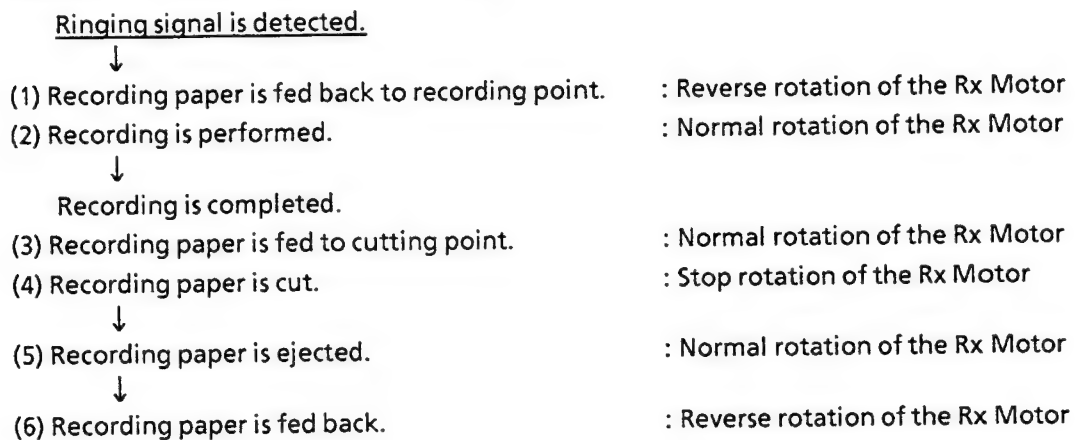 Ringing signal is detected.
↓
(1) Recording paper is fed back to recording point. : Reverse rotation of the Rx Motor
(2) Recording is performed. : Normal rotation of the Rx Motor
↓
Recording is completed.
(3) Recording paper is fed to cutting point. : Normal rotation of the Rx Motor
(4) Recording paper is cut. : Stop rotation of the Rx Motor
↓
(5) Recording paper is ejected. : Normal rotation of the Rx Motor
↓
(6) Recording paper is fed back. : Reverse rotation of the Rx Motor